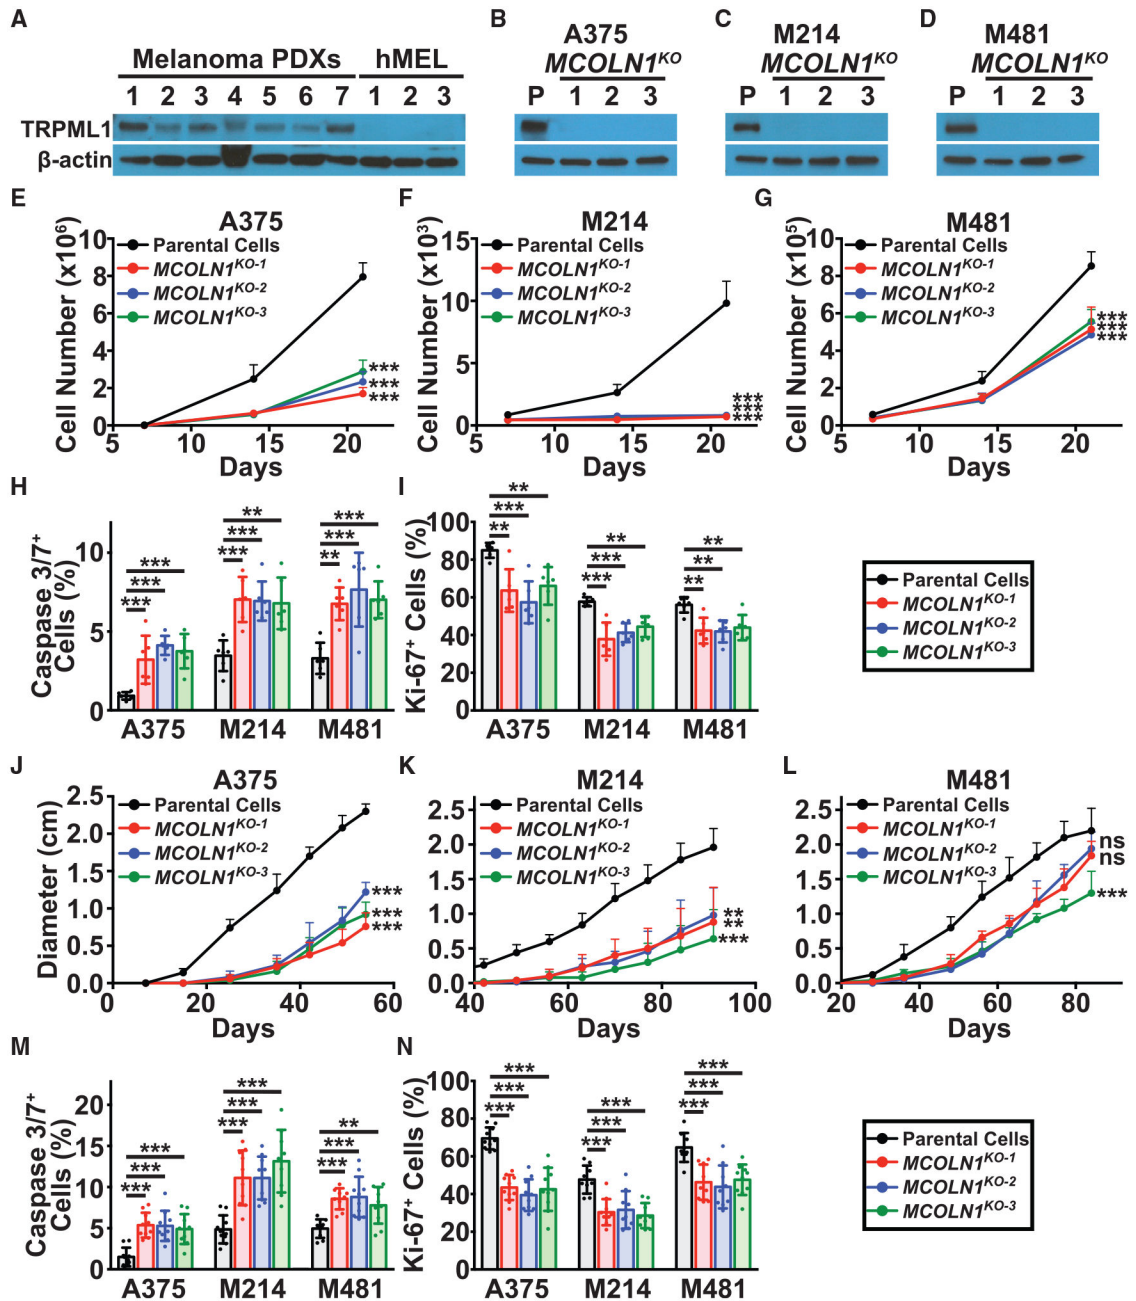 A B C D
A375 M214 M481
Melanoma PDXs hMEL MCOLN1KO MCOLN1KO MCOLN1KO
1 2 3 4 5 6 7 1 2 3 P 1 2 3 P 1 2 3 P 1 2 3
TRPML1
β-actin
E F G
A375
Cell Number (x10⁶)
10
8
6
4
2
0
Parental Cells
MCOLN1KO-1
MCOLN1KO-2
MCOLN1KO-3
***
***
***
5 10 15 20
Days
M214
Cell Number (x10³)
15
10
5
0
Parental Cells
MCOLN1KO-1
MCOLN1KO-2
MCOLN1KO-3
***
***
***
5 10 15 20
Days
M481
Cell Number (x10⁵)
10
8
6
4
2
0
Parental Cells
MCOLN1KO-1
MCOLN1KO-2
MCOLN1KO-3
***
***
***
5 10 15 20
Days
H
Caspase 3/7⁺
Cells (%)
10
5
0
***
***
***
**
***
***
***
***
**
A375 M214 M481
I
Ki-67⁺ Cells (%)
100
80
60
40
20
0
**
***
**
**
***
***
**
**
**
A375 M214 M481
Parental Cells
MCOLN1KO-1
MCOLN1KO-2
MCOLN1KO-3
J
A375
Diameter (cm)
2.5
2.0
1.5
1.0
0.5
0.0
Parental Cells
MCOLN1KO-1
MCOLN1KO-2
MCOLN1KO-3
***
***
***
0 20 40 60
Days
K
M214
2.5
2.0
1.5
1.0
0.5
0.0
Parental Cells
MCOLN1KO-1
MCOLN1KO-2
MCOLN1KO-3
**
**
***
40 60 80 100
Days
L
M481
2.5
2.0
1.5
1.0
0.5
0.0
Parental Cells
MCOLN1KO-1
MCOLN1KO-2
MCOLN1KO-3
ns
ns
***
20 40 60 80
Days
M
Caspase 3/7⁺
Cells (%)
20
15
10
5
0
***
***
***
***
***
***
**
***
***
A375 M214 M481
N
Ki-67⁺ Cells (%)
100
80
60
40
20
0
***
***
***
***
***
***
***
***
***
A375 M214 M481
Parental Cells
MCOLN1KO-1
MCOLN1KO-2
MCOLN1KO-3